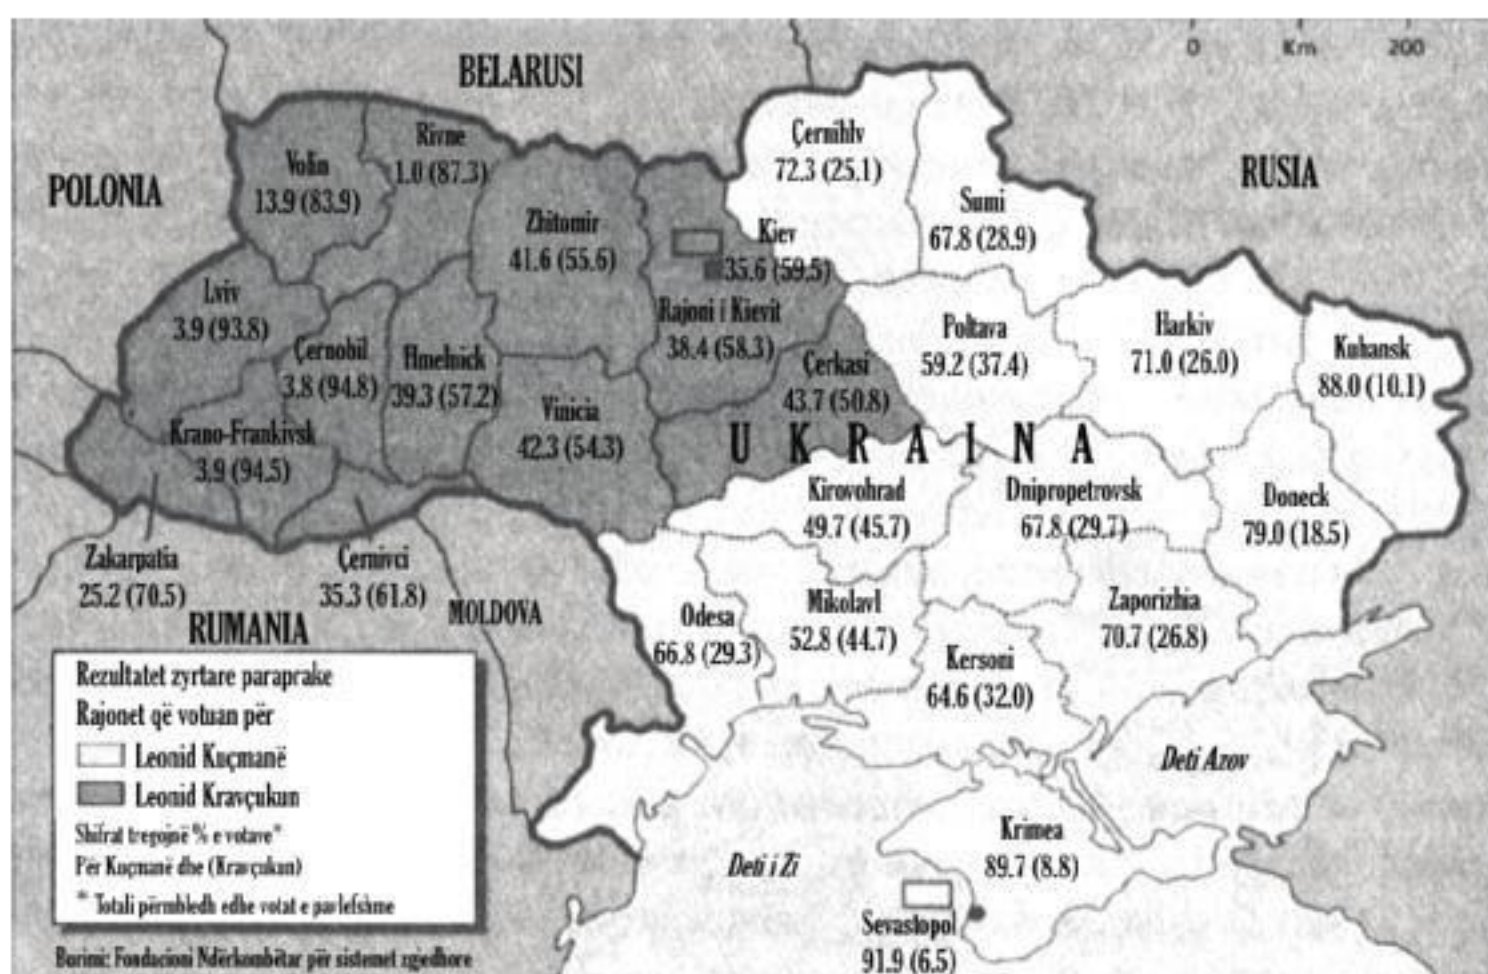 0 Km 200
BELARUSI
POLONIA
RUSIA
Volin
13.9 (83.9)
Rivne
1.0 (87.3)
Zhitomir
41.6 (55.6)
Kiev
35.6 (59.5)
Rajoni i Kievit
38.4 (58.3)
Çernihlv
72.3 (25.1)
Sumi
67.8 (28.9)
Lviv
3.9 (93.8)
Çernobil
3.8 (94.8)
Hmelnick
39.3 (57.2)
Vinicia
42.3 (54.3)
Çerkasi
43.7 (50.8)
Poltava
59.2 (37.4)
Harkiv
71.0 (26.0)
Kuhansk
88.0 (10.1)
Krano-Frankivsk
3.9 (94.5)
UKRAINA
Kirovohrad
49.7 (45.7)
Dnipropetrovsk
67.8 (29.7)
Doneck
79.0 (18.5)
Zakarpatia
25.2 (70.5)
Çernivci
35.3 (61.8)
RUMANIA
MOLDOVA
Odesa
66.8 (29.3)
Mikolavl
52.8 (44.7)
Kersoni
64.6 (32.0)
Zaporizhia
70.7 (26.8)
Deti Azov
Krimea
89.7 (8.8)
Deti i Zi
Sevastopol
91.9 (6.5)
Rezultatet zyrtare paraprake
Rajonet që votuan për
Leonid Kuçmanë
Leonid Kravçukun
Shifrat tregojnë % e votave*
Për Kuçmanë dhe (Kravçukun)
* Totali përmbledh edhe votat e pavlefshme
Borimi: Fondacioni Ndërkombëtar për sistemet zgjedhore